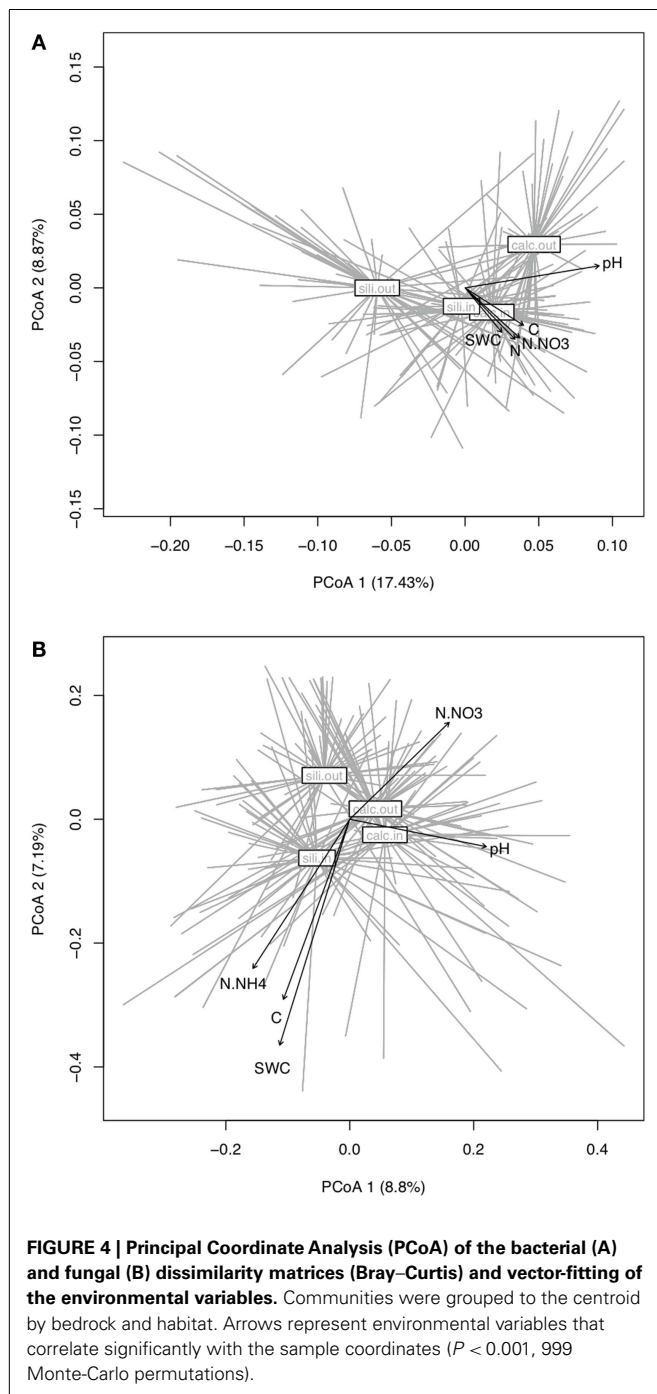 A
0.15
0.10
0.05
0.00
−0.05
−0.10
−0.15
PCoA 2 (8.87%)
calc.out
pH
sili.out
sili.in
C
SWC
N.NO3
N
−0.20
−0.10
−0.05
0.00
0.05
0.10
PCoA 1 (17.43%)
B
0.2
0.0
−0.2
−0.4
PCoA 2 (7.19%)
N.NO3
sili.out
calc.out
calc.in
pH
sili.in
N.NH4
C
SWC
−0.2
0.0
0.2
0.4
PCoA 1 (8.8%)
FIGURE 4 | Principal Coordinate Analysis (PCoA) of the bacterial (A)
and fungal (B) dissimilarity matrices (Bray–Curtis) and vector-fitting of
the environmental variables. Communities were grouped to the centroid
by bedrock and habitat. Arrows represent environmental variables that
correlate significantly with the sample coordinates (P < 0.001, 999
Monte-Carlo permutations).